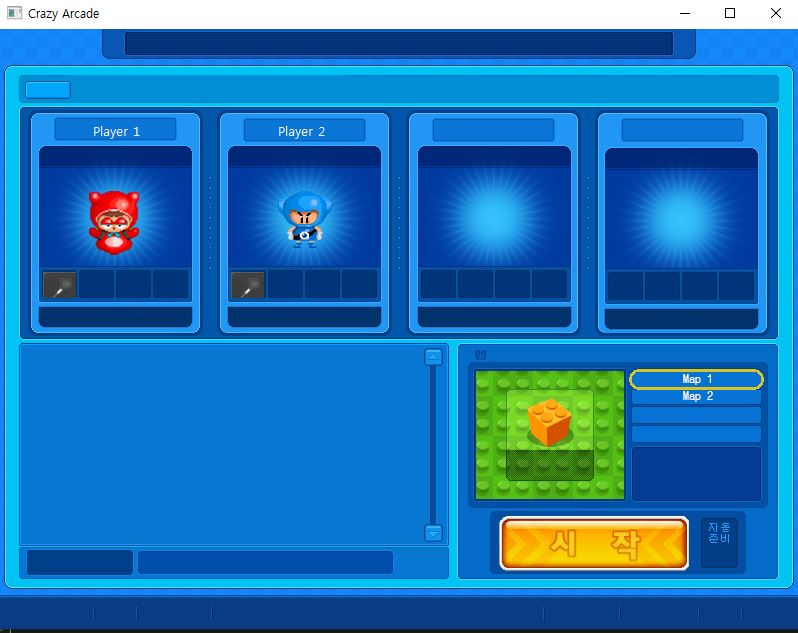 Crazy Arcade
Player 1
Player 2
맵
Map 1
Map 2
시 작
자동
준비